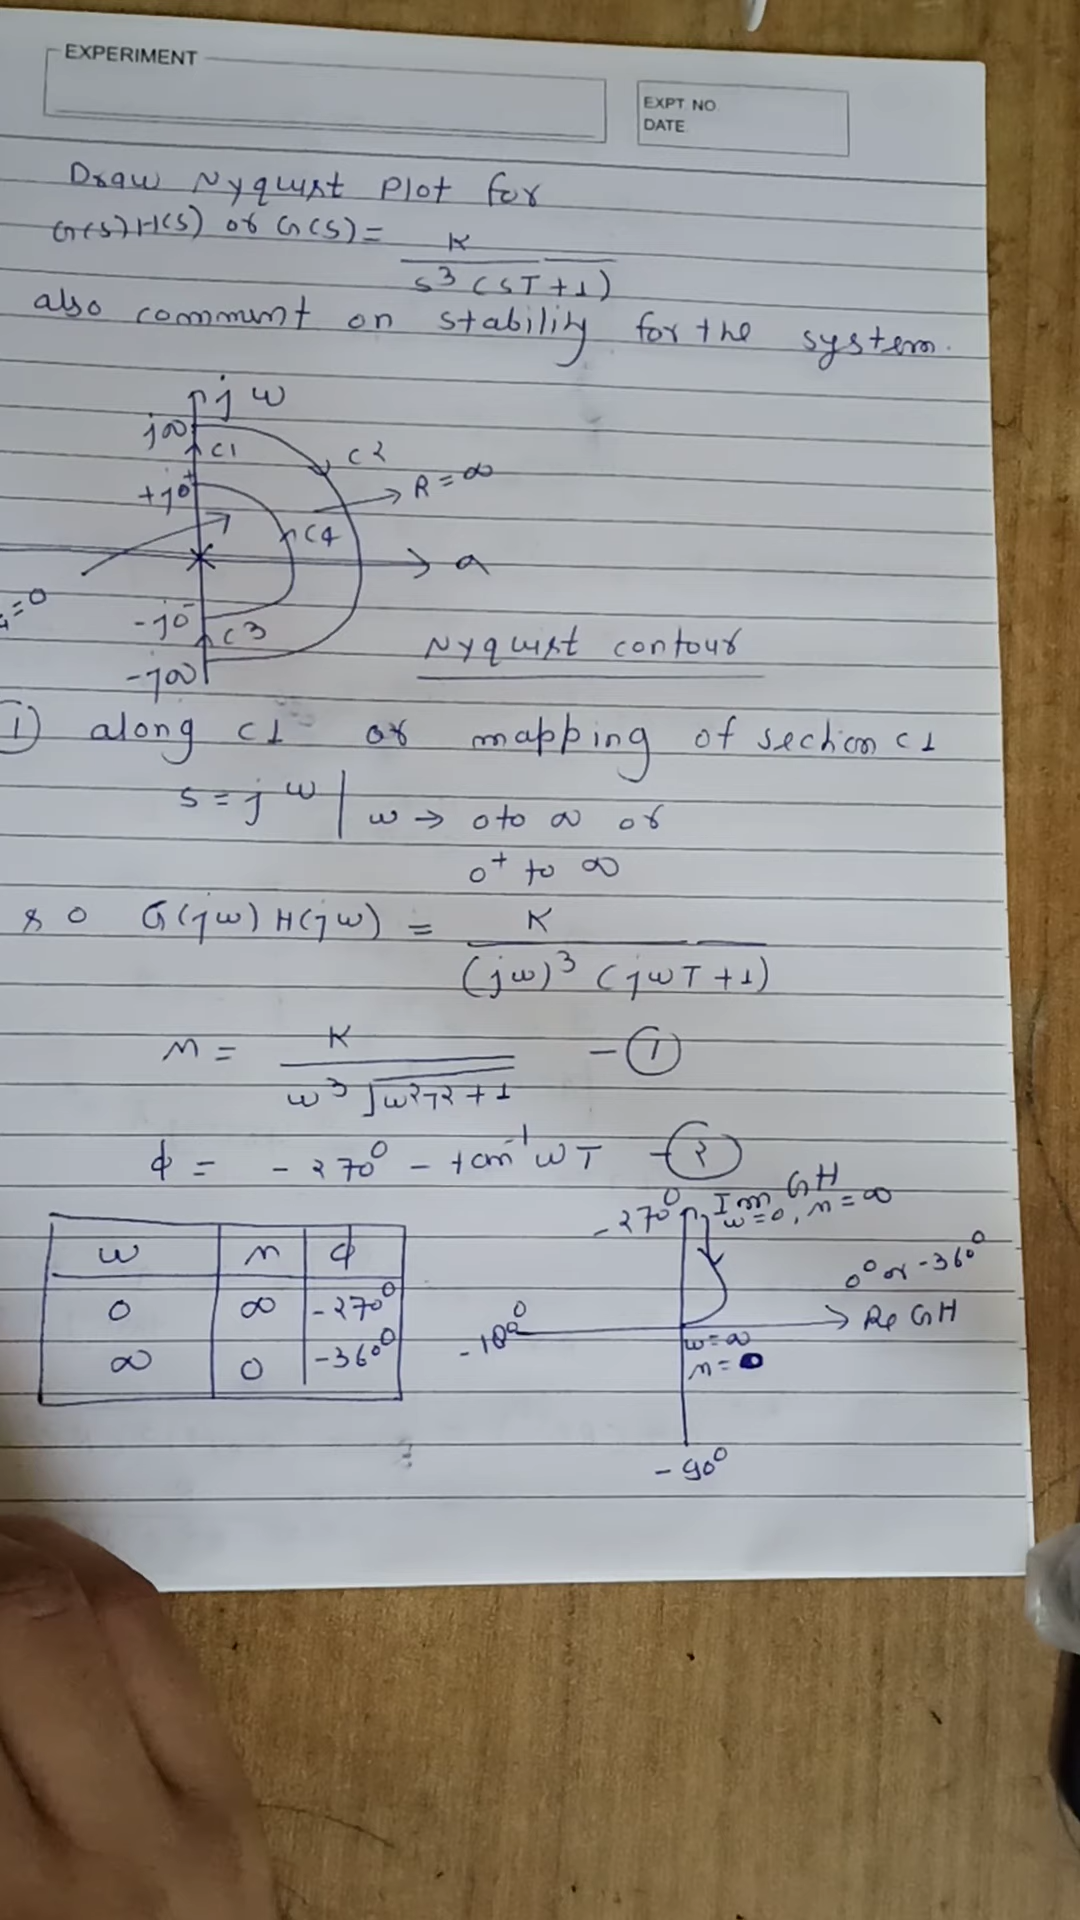 EXPERIMENT
EXPT. NO.
DATE
Draw Nyquist Plot for
G(s)H(s) or G(s) = K / s³(sT+1)
also comment on stability for the system.
jω
j∞
C1
C2
+j0⁺
R = ∞
C4
σ
=0
-j0⁻
C3
-j∞
Nyquist contour
① along C1 or mapping of section C1
s = jω | ω → 0 to ∞ or
0⁺ to ∞
so G(jω)H(jω) = K / (jω)³(jωT+1)
M = K / ω³√ω²T²+1 - ①
ϕ = -270° - tan⁻¹ωT - ②
ω M ϕ
0 ∞ -270°
∞ 0 -360°
-270° Im GH
ω=0, M=∞
0° or -360°
-180°
Re GH
ω=∞
M=0
-90°